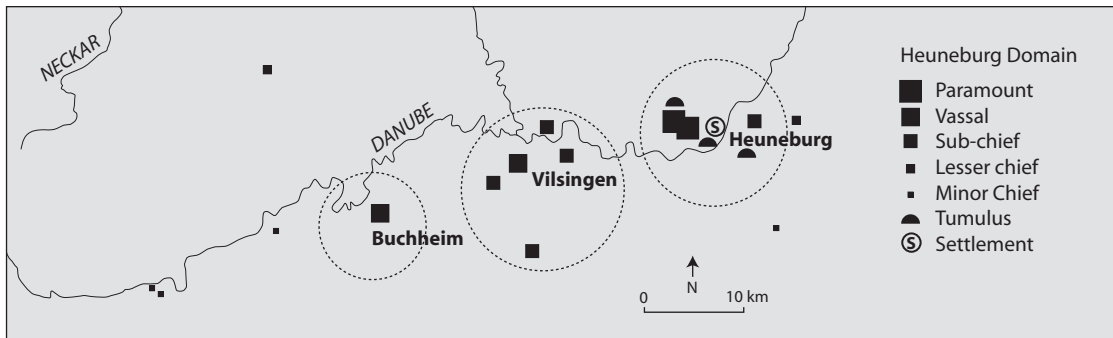 NECKAR
DANUBE
Buchheim
Vilsingen
Heuneburg
N
0 10 km
Heuneburg Domain
Paramount
Vassal
Sub-chief
Lesser chief
Minor Chief
Tumulus
S Settlement
S